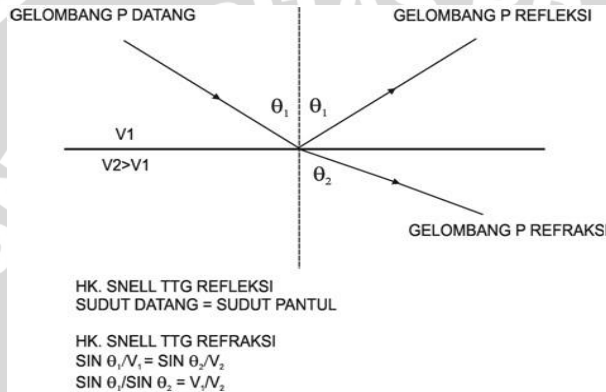 GELOMBANG P DATANG
GELOMBANG P REFLEKSI
θ₁ θ₁
V1
V2>V1
θ₂
GELOMBANG P REFRAKSI
HK. SNELL TTG REFLEKSI
SUDUT DATANG = SUDUT PANTUL
HK. SNELL TTG REFRAKSI
SIN θ₁/V₁ = SIN θ₂/V₂
SIN θ₁/SIN θ₂ = V₁/V₂